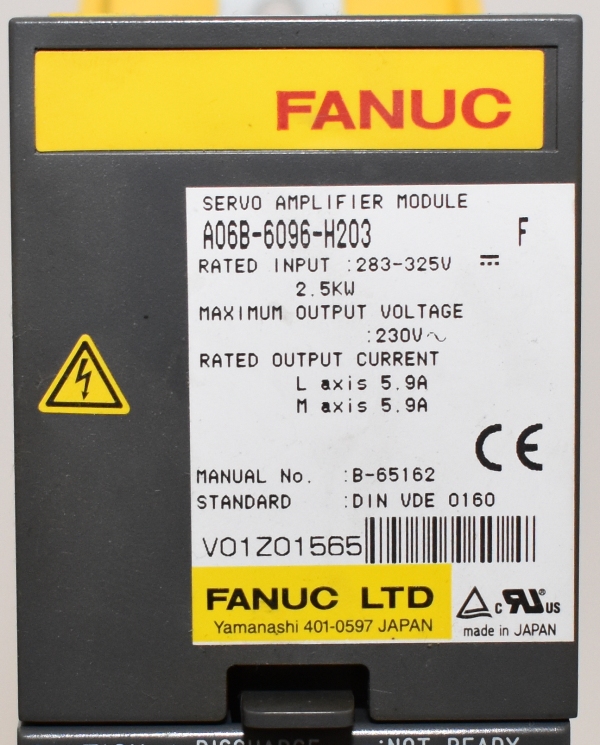 FANUC
SERVO AMPLIFIER MODULE
A06B-6096-H203 F
RATED INPUT :283-325V ⎓
2.5KW
MAXIMUM OUTPUT VOLTAGE
:230V～
RATED OUTPUT CURRENT
L axis 5.9A
M axis 5.9A
CE
MANUAL No. :B-65162
STANDARD :DIN VDE 0160
V01Z01565
FANUC LTD
Yamanashi 401-0597 JAPAN
c RU® US
made in JAPAN
:NOT READY